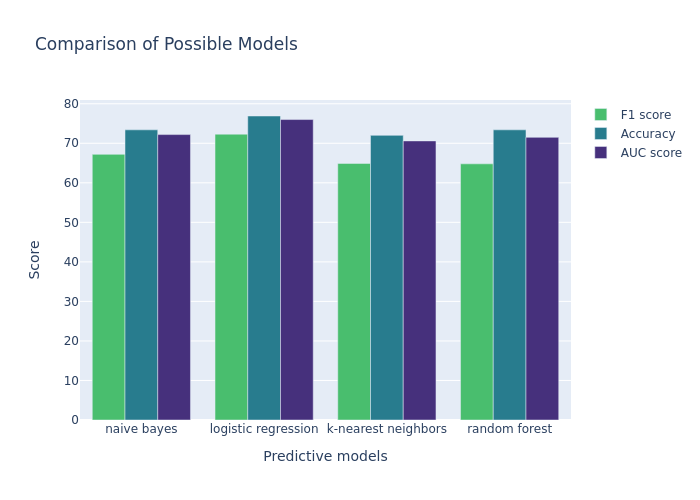 Comparison of Possible Models
F1 score
Accuracy
AUC score
Score
80
70
60
50
40
30
20
10
0
naive bayes
logistic regression
k-nearest neighbors
random forest
Predictive models